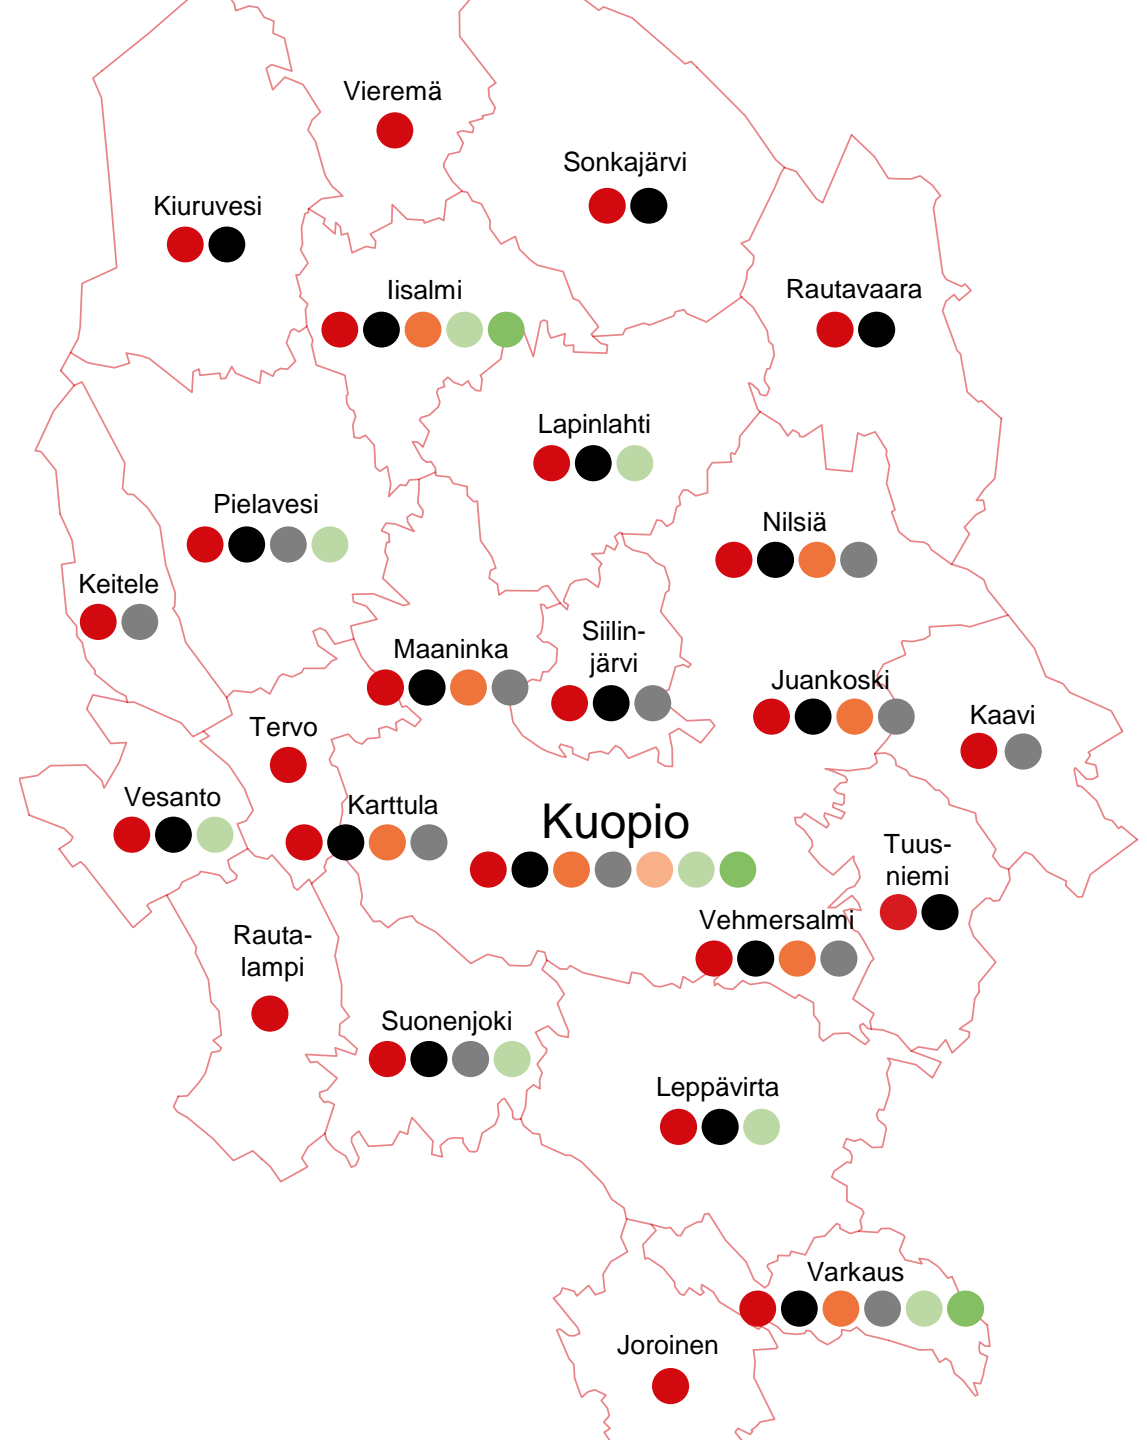 Vieremä
Sonkajärvi
Kiuruvesi
Iisalmi
Rautavaara
Lapinlahti
Pielavesi
Nilsiä
Keitele
Siilin-
järvi
Maaninka
Juankoski
Kaavi
Tervo
Vesanto
Karttula
Kuopio
Tuus-
niemi
Vehmersalmi
Rauta-
lampi
Suonenjoki
Leppävirta
Varkaus
Joroinen